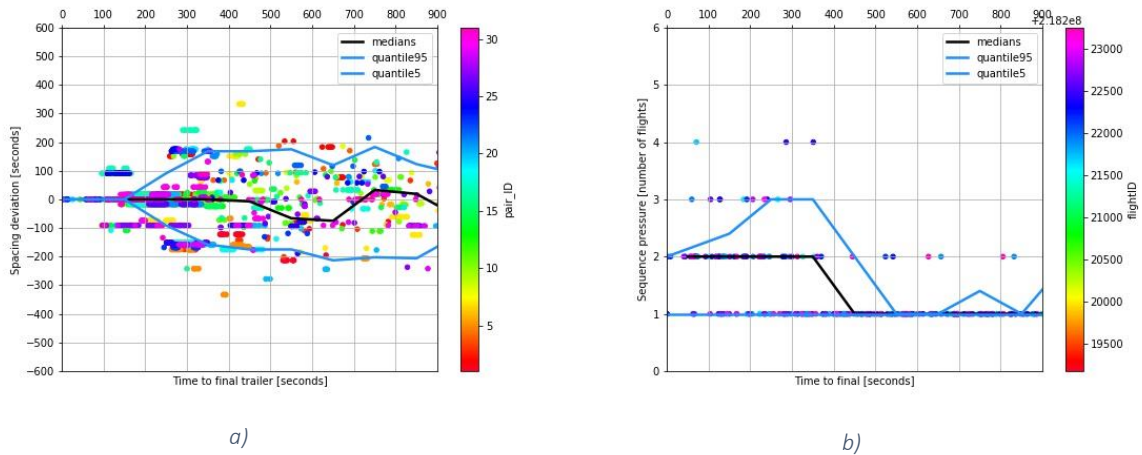 0 100 200 300 400 500 600 700 800 900
600
500
400
300
200
100
0
−100
−200
−300
−400
−500
−600
Spacing deviation [seconds]
Time to final trailer [seconds]
medians
quantile95
quantile5
30
25
20
15
10
5
pair_ID
a)
0 100 200 300 400 500 600 700 800 900
+2.182e8
6
5
4
3
2
1
0
Sequence pressure [number of flights]
Time to final [seconds]
medians
quantile95
quantile5
23000
22500
22000
21500
21000
20500
20000
19500
flightID
b)